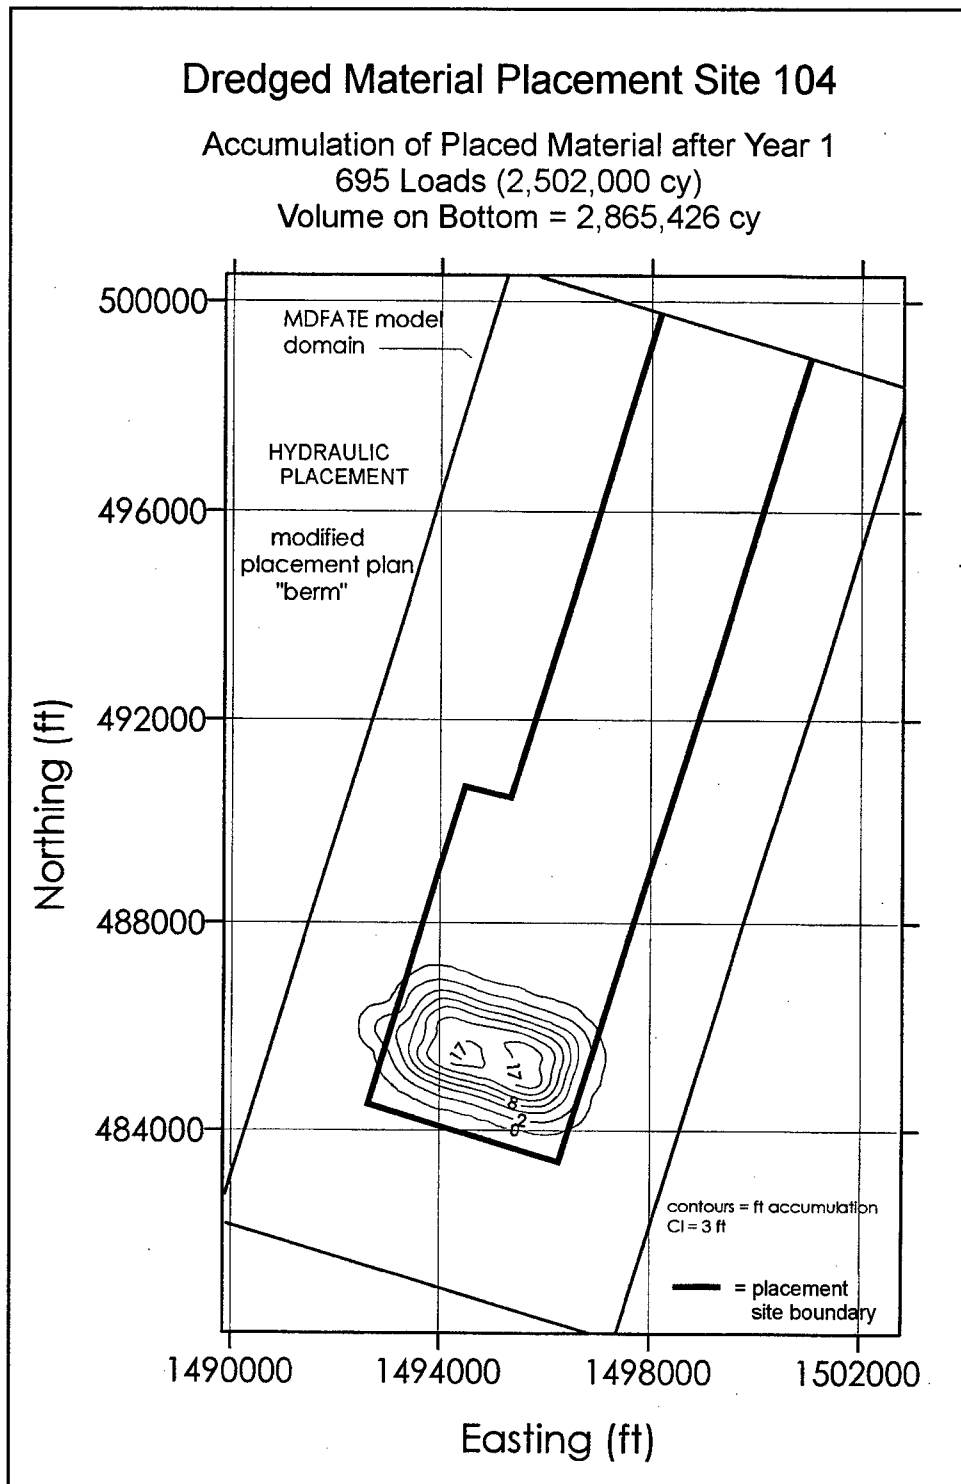 Dredged Material Placement Site 104
Accumulation of Placed Material after Year 1
695 Loads (2,502,000 cy)
Volume on Bottom = 2,865,426 cy
500000
MDFATE model
domain
HYDRAULIC
PLACEMENT
496000
modified
placement plan
"berm"
492000
Northing (ft)
488000
17
17
8
2
0
484000
contours = ft accumulation
CI = 3 ft
= placement
site boundary
1490000
1494000
1498000
1502000
Easting (ft)